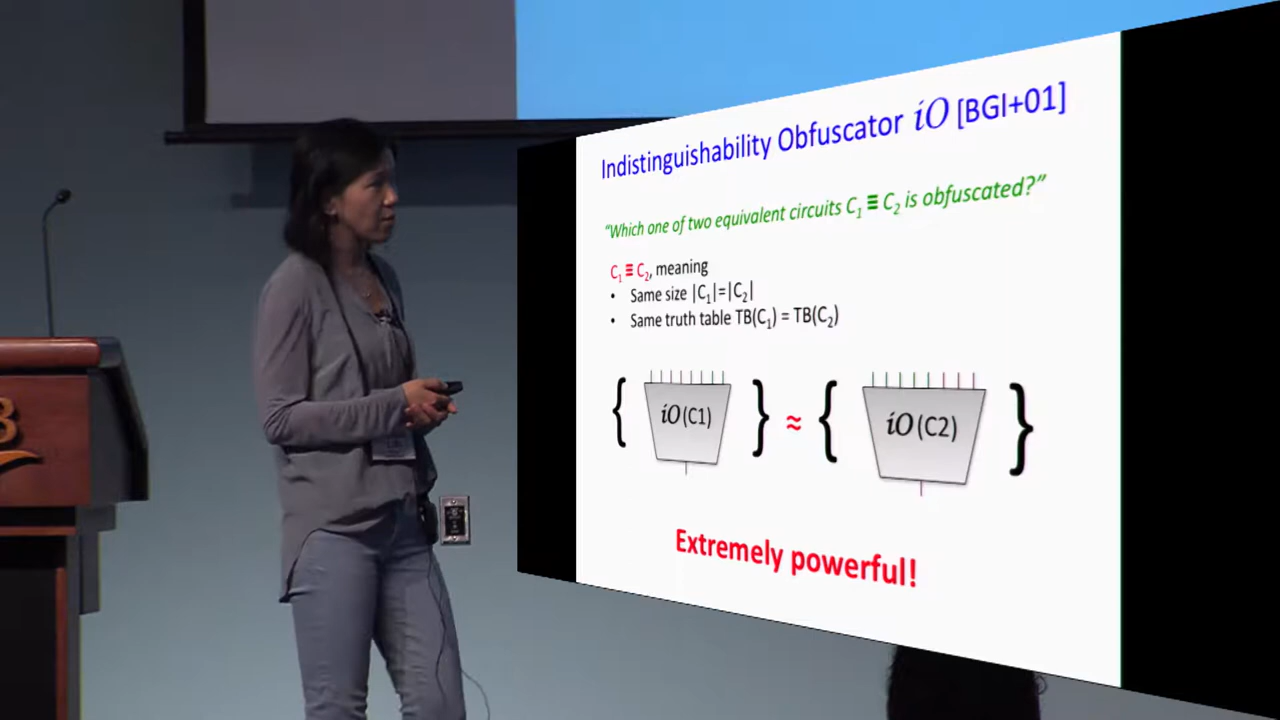 Indistinguishability Obfuscator iO [BGI+01]
"Which one of two equivalent circuits C₁ ≡ C₂ is obfuscated?"
C₁ ≡ C₂, meaning
• Same size |C₁|=|C₂|
• Same truth table TB(C₁) = TB(C₂)
{ iO(C1) } ≈ { iO(C2) }
Extremely powerful!
B